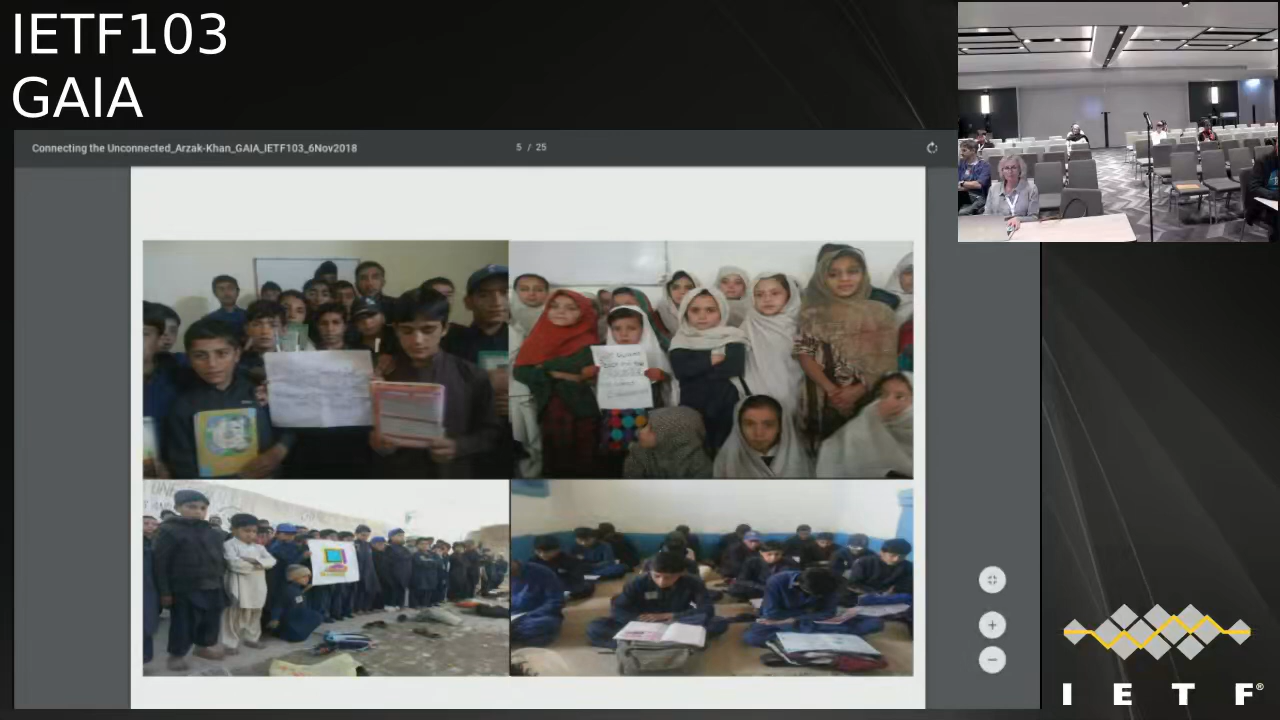 IETF103
GAIA
Connecting the Unconnected_Arzak-Khan_GAIA_IETF103_6Nov2018
5 / 25
I E T F®